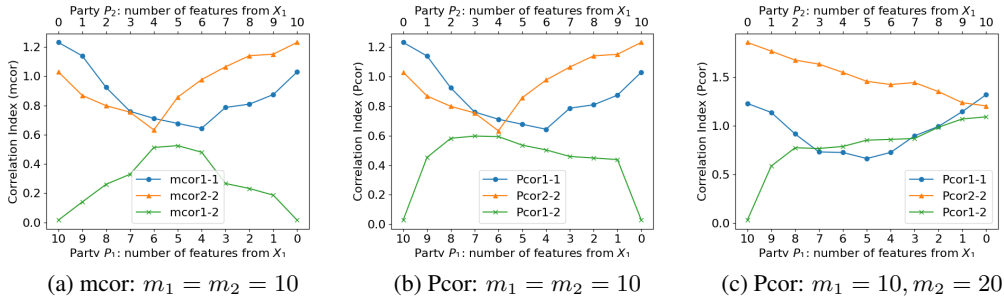 Party P₂: number of features from X₁
0 1 2 3 4 5 6 7 8 9 10
Correlation Index (mcor)
1.2
1.0
0.8
0.6
0.4
0.2
0.0
mcor1-1
mcor2-2
mcor1-2
10 9 8 7 6 5 4 3 2 1 0
Party P₁: number of features from X₁
(a) mcor: m₁ = m₂ = 10
Party P₂: number of features from X₁
0 1 2 3 4 5 6 7 8 9 10
Correlation Index (Pcor)
1.2
1.0
0.8
0.6
0.4
0.2
0.0
Pcor1-1
Pcor2-2
Pcor1-2
10 9 8 7 6 5 4 3 2 1 0
Party P₁: number of features from X₁
(b) Pcor: m₁ = m₂ = 10
Party P₂: number of features from X₁
0 1 2 3 4 5 6 7 8 9 10
Correlation Index (Pcor)
1.5
1.0
0.5
0.0
Pcor1-1
Pcor2-2
Pcor1-2
10 9 8 7 6 5 4 3 2 1 0
Party P₁: number of features from X₁
(c) Pcor: m₁ = 10, m₂ = 20